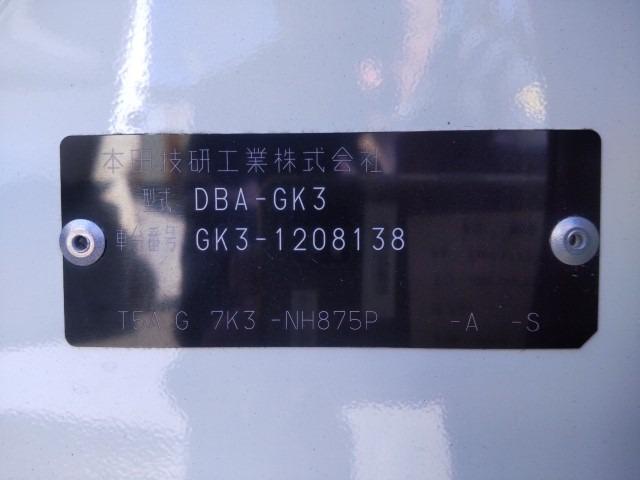 本田技研工業株式会社
型式 DBA-GK3
車台番号 GK3-1208138
T5A G 7K3 -NH875P -A -S